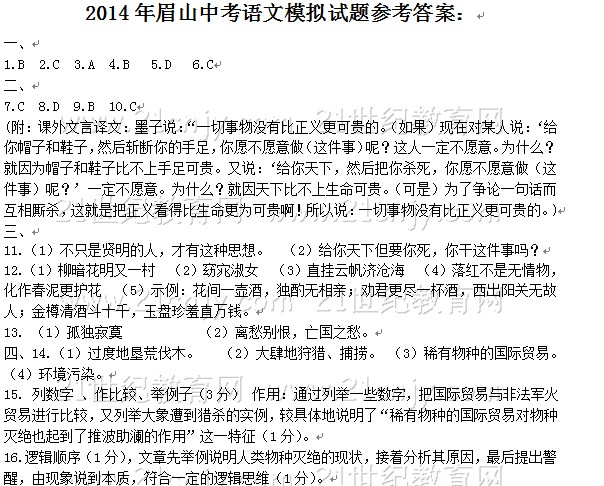 2014年眉山中考语文模拟试题参考答案：
一、
1.B 2.C 3.A 4.B 5.D 6.C
二、
7.C 8.D 9.B 10.C
(附：课外文言译文：墨子说：“一切事物没有比正义更可贵的。（如果）现在对某人说：‘给
你帽子和鞋子，然后斩断你的手足，你愿不愿意做（这件事）呢？这人一定不愿意。为什么？
就因为帽子和鞋子比不上手足可贵。又说：‘给你天下，然后把你杀死，你愿不愿意做（这
件事）呢？’一定不愿意。为什么？就因天下比不上生命可贵。（可是）为了争论一句话而
互相厮杀，这就是把正义看得比生命更为可贵啊！所以说：一切事物没有比正义更可贵的。)
三、
11.（1）不只是贤明的人，才有这种思想。 （2）给你天下但要你死，你干这件事吗？
12.（1）柳暗花明又一村 （2）窈窕淑女 （3）直挂云帆济沧海 （4）落红不是无情物，
化作春泥更护花 （5）示例：花间一壶酒，独酌无相亲；劝君更尽一杯酒，西出阳关无故
人；金樽清酒斗十千，玉盘珍羞直万钱。
13.（1）孤独寂寞 （2）离愁别恨，亡国之愁。
四、14.（1）过度地垦荒伐木。 （2）大肆地狩猎、捕捞。（3）稀有物种的国际贸易。
（4）环境污染。
15. 列数字 、作比较、举例子（3分） 作用：通过列举一些数字，把国际贸易与非法军火
贸易进行比较，又列举大象遭到猎杀的实例，较具体地说明了“稀有物种的国际贸易对物种
灭绝也起到了推波助澜的作用”这一特征（1分）。
16.逻辑顺序（1分），文章先举例说明人类物种灭绝的现状，接着分析其原因，最后提出警
醒，由现象说到本质，符合一定的逻辑思维（1分）。